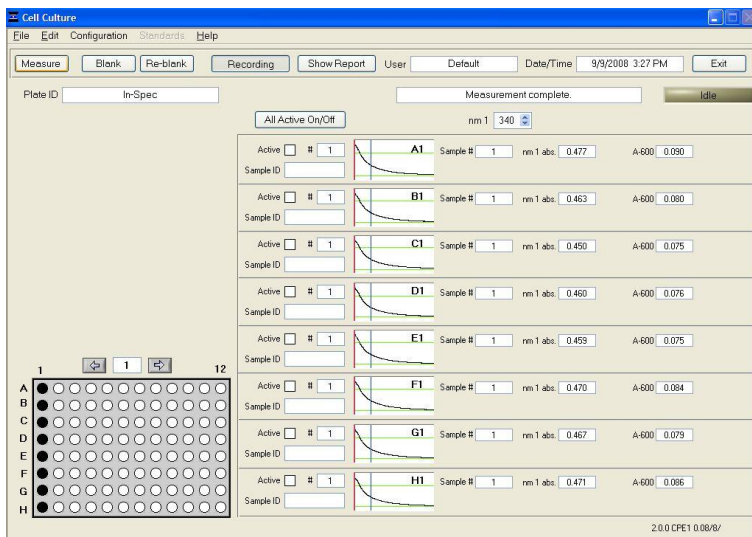 Cell Culture
File Edit Configuration Standards Help
Measure Blank Re-blank Recording Show Report User Default Date/Time 9/9/2008 3:27 PM Exit
Plate ID In-Spec Measurement complete. Idle
All Active On/Off nm 1 340
Active # 1 A1 Sample # 1 nm 1 abs. 0.477 A-600 0.090
Sample ID
Active # 1 B1 Sample # 1 nm 1 abs. 0.463 A-600 0.080
Sample ID
Active # 1 C1 Sample # 1 nm 1 abs. 0.450 A-600 0.075
Sample ID
Active # 1 D1 Sample # 1 nm 1 abs. 0.460 A-600 0.076
Sample ID
Active # 1 E1 Sample # 1 nm 1 abs. 0.459 A-600 0.075
Sample ID
Active # 1 F1 Sample # 1 nm 1 abs. 0.470 A-600 0.084
Sample ID
Active # 1 G1 Sample # 1 nm 1 abs. 0.467 A-600 0.079
Sample ID
Active # 1 H1 Sample # 1 nm 1 abs. 0.471 A-600 0.086
Sample ID
1 1 12
A
B
C
D
E
F
G
H
2.0.0 CPE1 0.08/8/